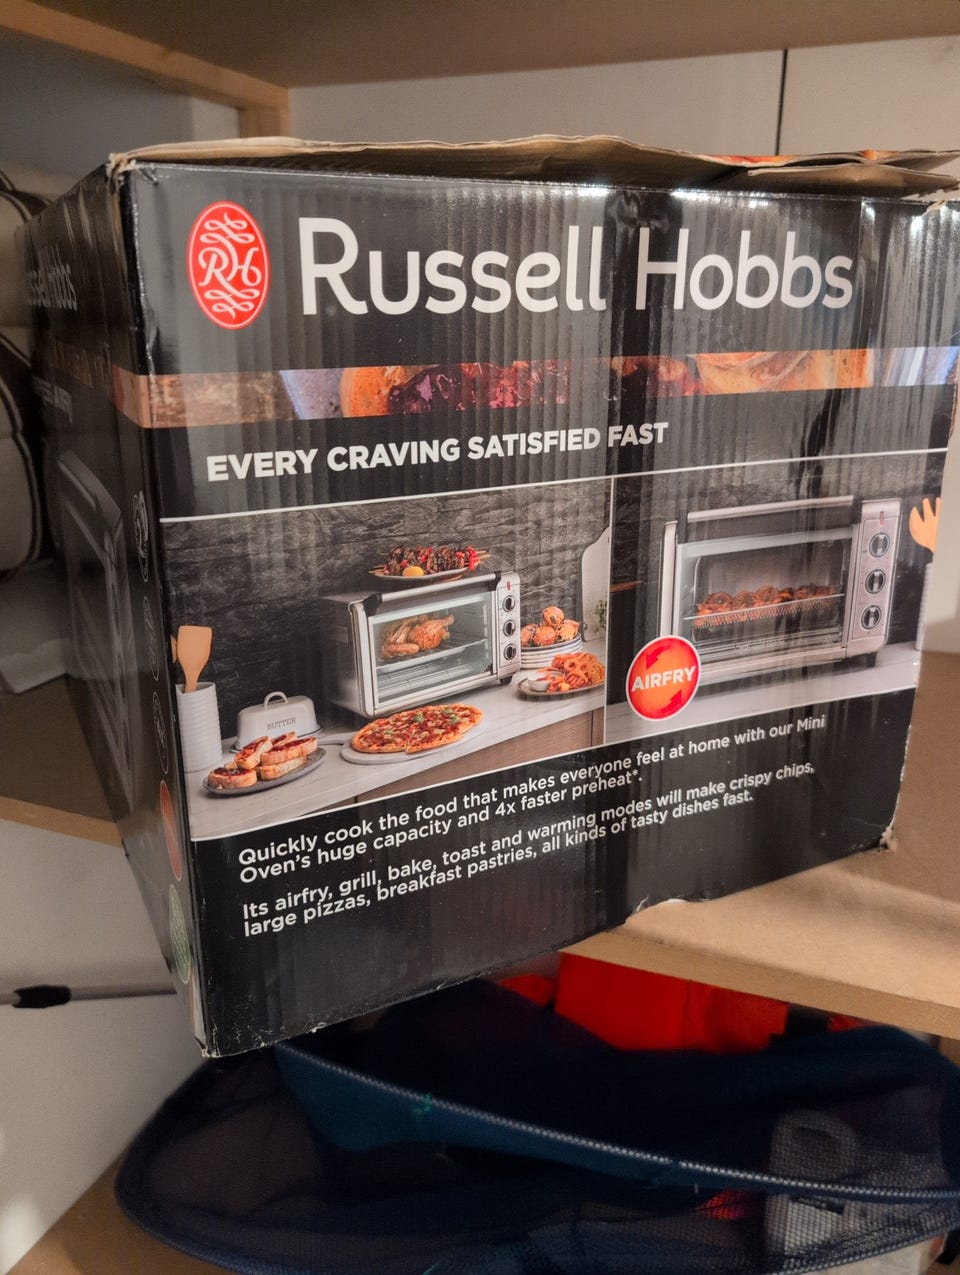 RH
Russell Hobbs
EVERY CRAVING SATISFIED FAST
BUTTER
AIRFRY
Quickly cook the food that makes everyone feel at home with our Mini
Oven's huge capacity and 4x faster preheat*.
Its airfry, grill, bake, toast and warming modes will make crispy chips,
large pizzas, breakfast pastries, all kinds of tasty dishes fast.